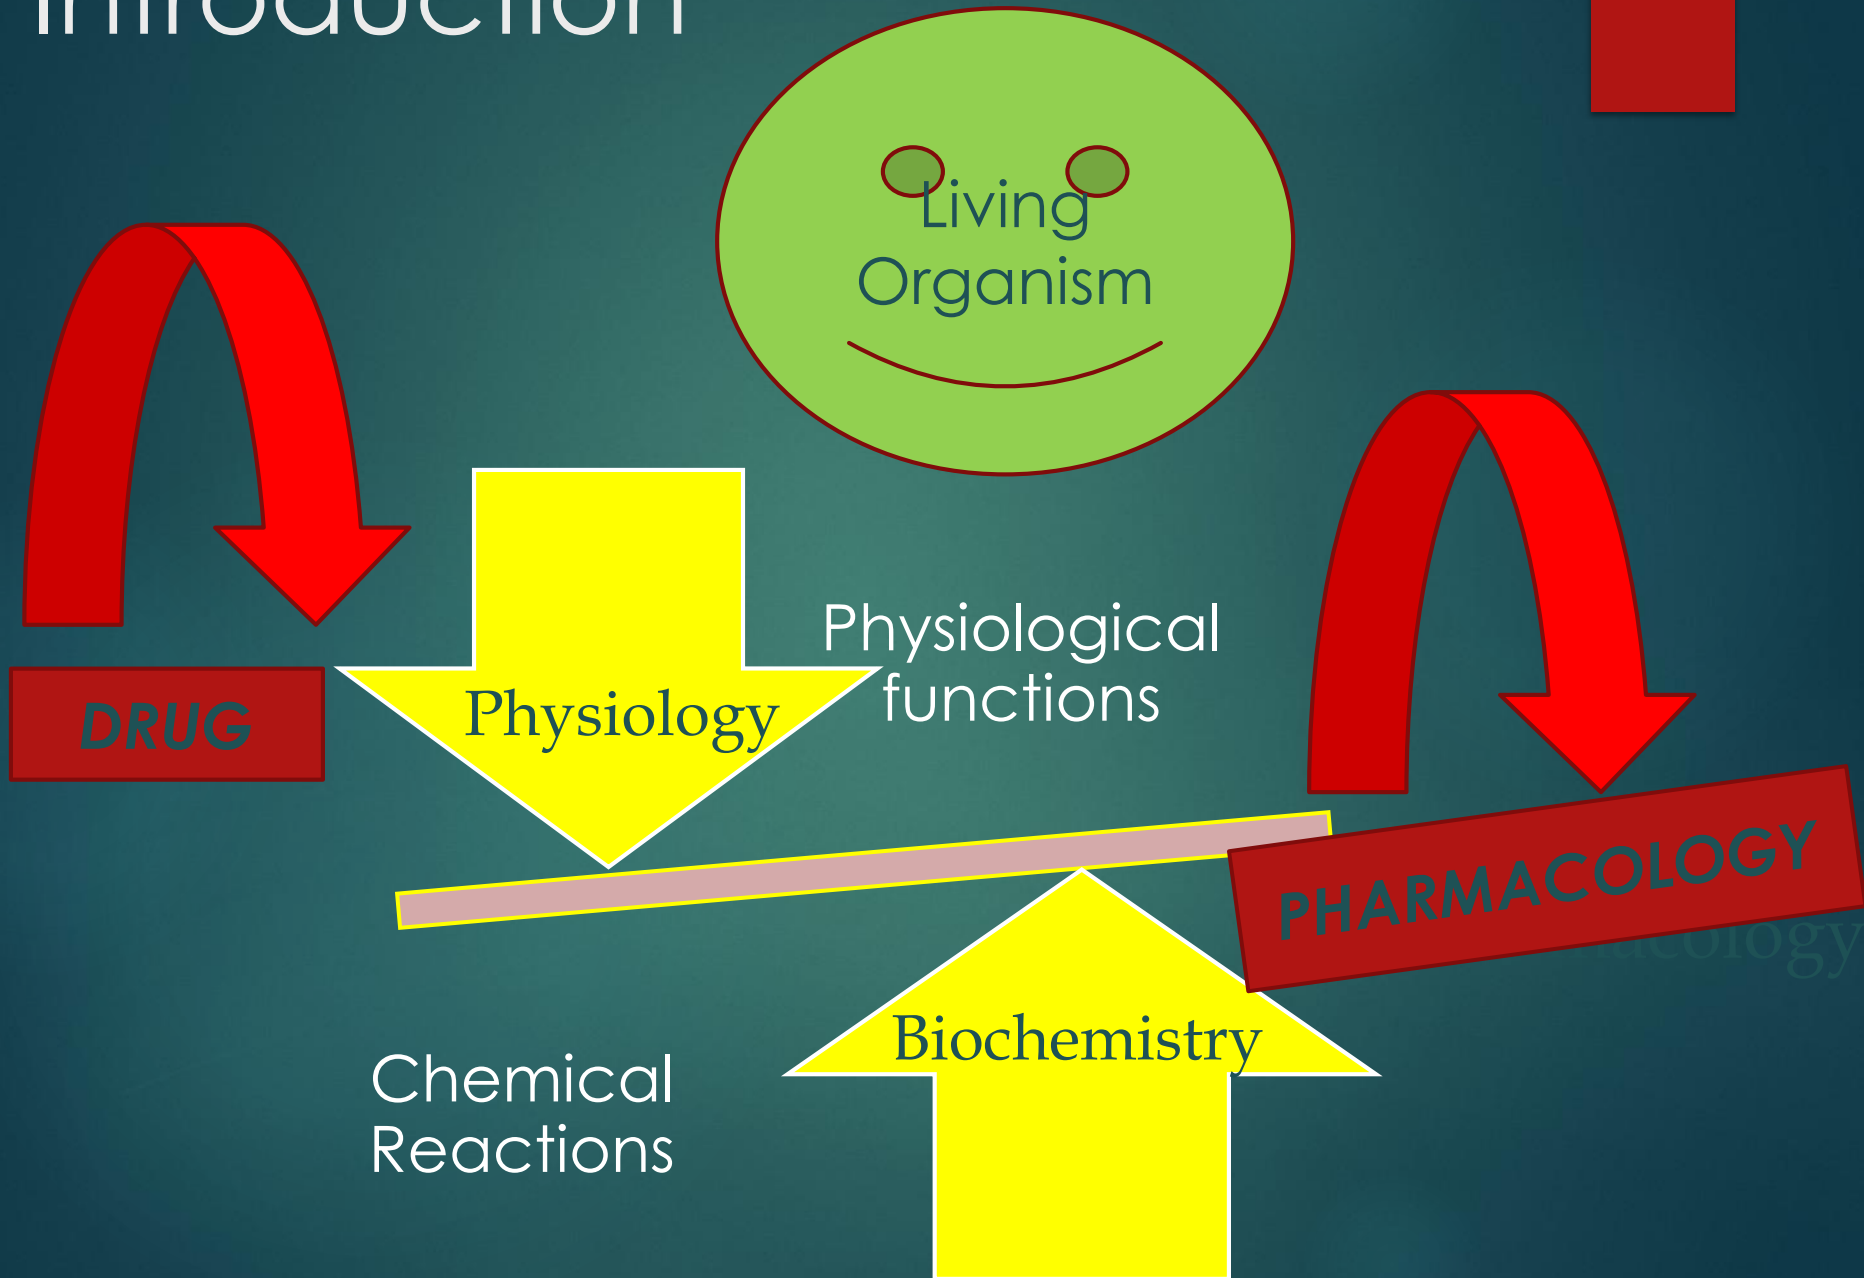 Introduction
Living
Organism
Physiological
functions
Physiology
DRUG
PHARMACOLOGY
Biochemistry
Chemical
Reactions